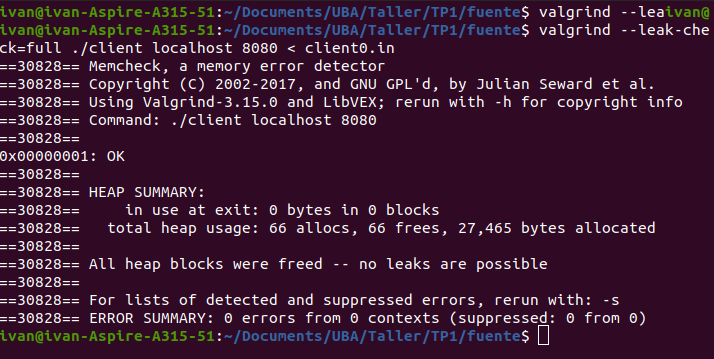 ivan@ivan-Aspire-A315-51:~/Documents/UBA/Taller/TP1/fuente$ valgrind --leaivan@
ivan@ivan-Aspire-A315-51:~/Documents/UBA/Taller/TP1/fuente$ valgrind --leak-che
ck=full ./client localhost 8080 < client0.in
==30828== Memcheck, a memory error detector
==30828== Copyright (C) 2002-2017, and GNU GPL'd, by Julian Seward et al.
==30828== Using Valgrind-3.15.0 and LibVEX; rerun with -h for copyright info
==30828== Command: ./client localhost 8080
==30828==
0x00000001: OK
==30828==
==30828== HEAP SUMMARY:
==30828==     in use at exit: 0 bytes in 0 blocks
==30828==   total heap usage: 66 allocs, 66 frees, 27,465 bytes allocated
==30828==
==30828== All heap blocks were freed -- no leaks are possible
==30828==
==30828== For lists of detected and suppressed errors, rerun with: -s
==30828== ERROR SUMMARY: 0 errors from 0 contexts (suppressed: 0 from 0)
ivan@ivan-Aspire-A315-51:~/Documents/UBA/Taller/TP1/fuente$